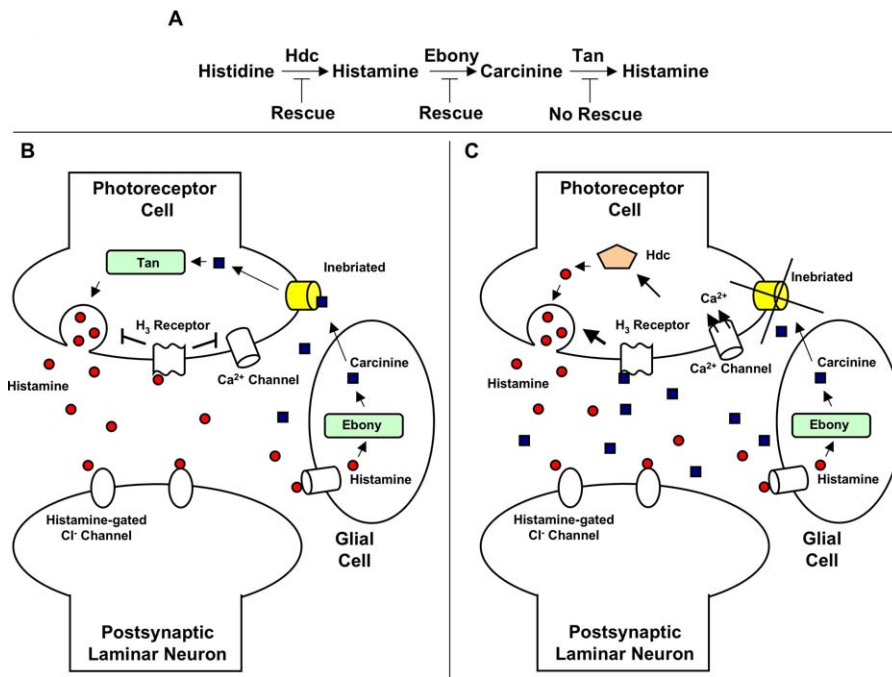 A
Hdc Ebony Tan
Histidine Histamine Carcinine Histamine
Rescue Rescue No Rescue
B
Photoreceptor
Cell
Tan
Inebriated
H3 Receptor
Histamine
Ca2+ Channel
Carcinine
Ebony
Histamine
Histamine-gated
Cl- Channel
Glial
Cell
Postsynaptic
Laminar Neuron
C
Photoreceptor
Cell
Hdc
Inebriated
Ca2+
H3 Receptor
Histamine
Ca2+ Channel
Carcinine
Ebony
Histamine
Histamine-gated
Cl- Channel
Glial
Cell
Postsynaptic
Laminar Neuron